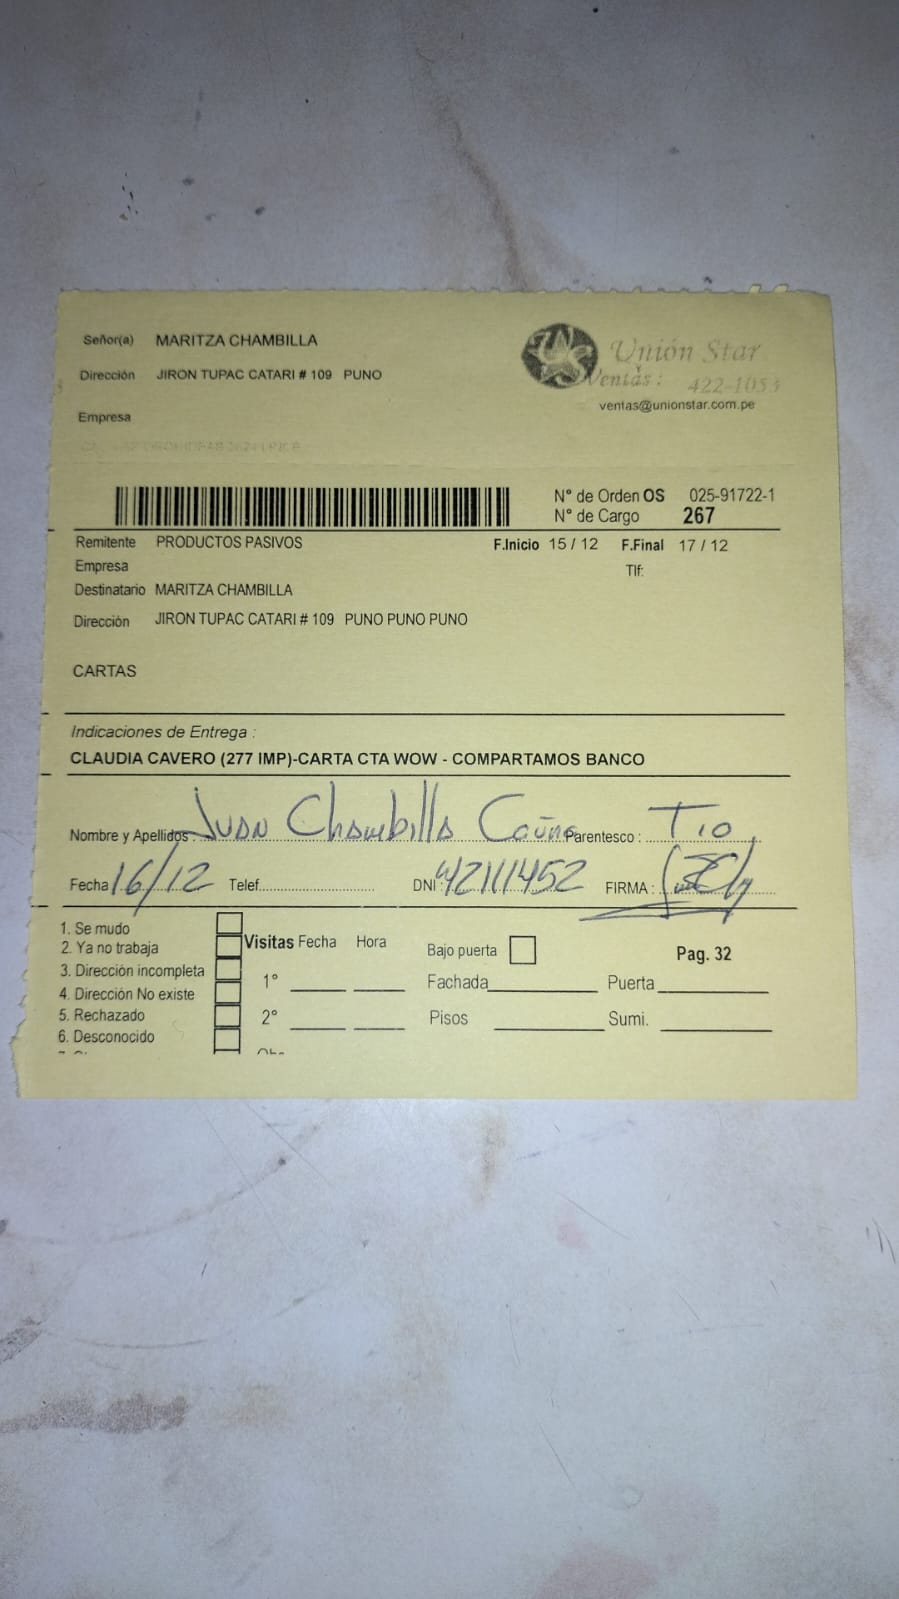 Señor(a) MARITZA CHAMBILLA
Dirección JIRON TUPAC CATARI # 109 PUNO
Empresa
Unión Star
Ventas: 422-1053
ventas@unionstar.com.pe
N° de Orden OS 025-91722-1
N° de Cargo 267
Remitente PRODUCTOS PASIVOS F.Inicio 15 / 12 F.Final 17 / 12
Empresa Tlf:
Destinatario MARITZA CHAMBILLA
Dirección JIRON TUPAC CATARI # 109 PUNO PUNO PUNO
CARTAS
Indicaciones de Entrega :
CLAUDIA CAVERO (277 IMP)-CARTA CTA WOW - COMPARTAMOS BANCO
Nombre y Apellidos: Juan Chambilla Parentesco : Tio
Fecha 16/12 Telef. DNI: 42111452 FIRMA :
1. Se mudo
2. Ya no trabaja
3. Dirección incompleta
4. Dirección No existe
5. Rechazado
6. Desconocido
Visitas Fecha Hora
1°
2°
Bajo puerta Pag. 32
Fachada Puerta
Pisos Sumi.